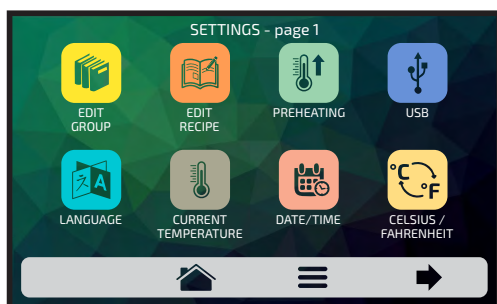 SETTINGS - page 1
EDIT
GROUP
EDIT
RECIPE
PREHEATING
USB
A
LANGUAGE
CURRENT
TEMPERATURE
DATE/TIME
°C
°F
CELSIUS /
FAHRENHEIT